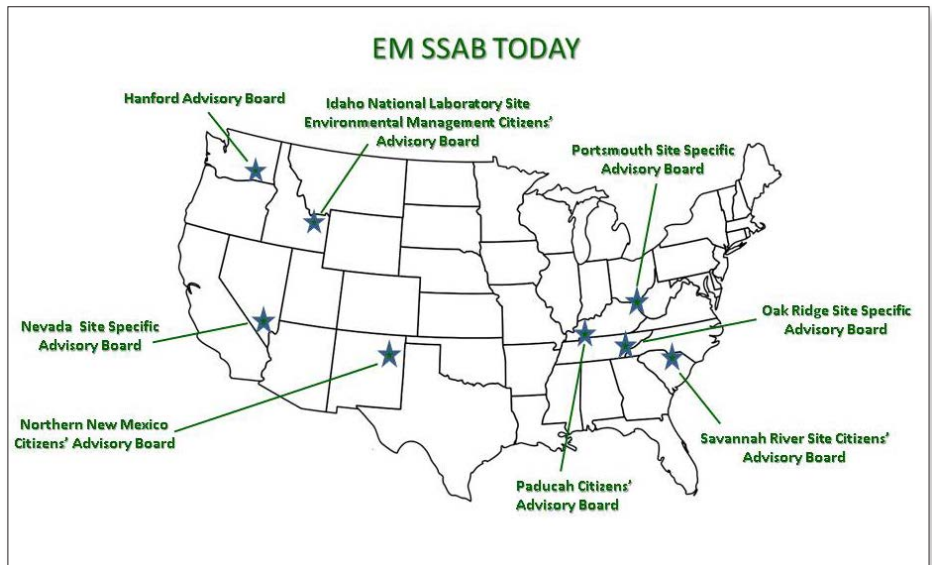 EM SSAB TODAY
Hanford Advisory Board
Idaho National Laboratory Site
Environmental Management Citizens'
Advisory Board
Portsmouth Site Specific
Advisory Board
Oak Ridge Site Specific
Advisory Board
Nevada Site Specific
Advisory Board
Northern New Mexico
Citizens' Advisory Board
Savannah River Site Citizens'
Advisory Board
Paducah Citizens'
Advisory Board